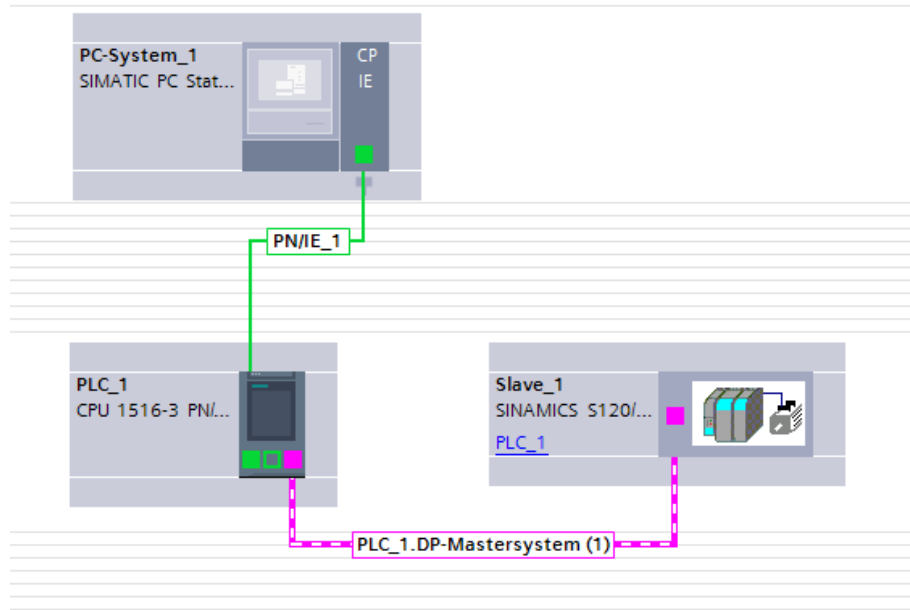 PC-System_1
SIMATIC PC Stat...
CP
IE
PN/IE_1
PLC_1
CPU 1516-3 PN/...
Slave_1
SINAMICS S120/...
PLC_1
PLC_1.DP-Mastersystem (1)